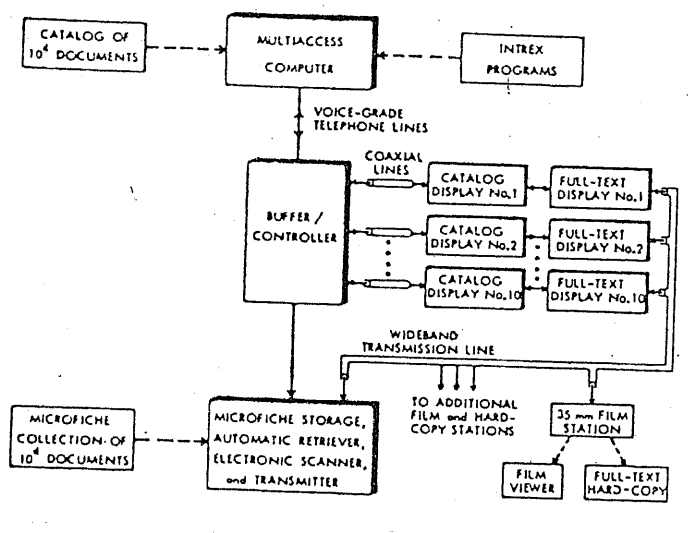 CATALOG OF
10⁴ DOCUMENTS
MULTIACCESS
COMPUTER
INTREX
PROGRAMS
VOICE-GRADE
TELEPHONE LINES
COAXIAL
LINES
BUFFER/
CONTROLLER
CATALOG
DISPLAY No.1
FULL-TEXT
DISPLAY No.1
CATALOG
DISPLAY No.2
FULL-TEXT
DISPLAY No.2
CATALOG
DISPLAY No.10
FULL-TEXT
DISPLAY No.10
WIDEBAND
TRANSMISSION LINE
TO ADDITIONAL
FILM and HARD-
COPY STATIONS
35 mm FILM
STATION
MICROFICHE
COLLECTION OF
10⁴ DOCUMENTS
MICROFICHE STORAGE,
AUTOMATIC RETRIEVER,
ELECTRONIC SCANNER,
and TRANSMITTER
FILM
VIEWER
FULL-TEXT
HARD-COPY